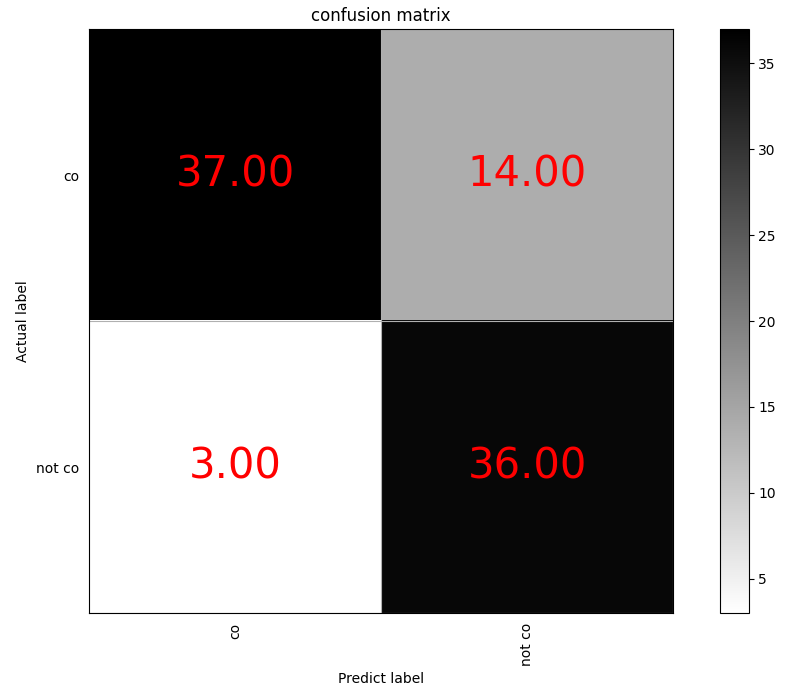 confusion matrix
35
37.00
14.00
30
co
25
Actual label
20
15
3.00
36.00
not co
10
5
co
not co
Predict label